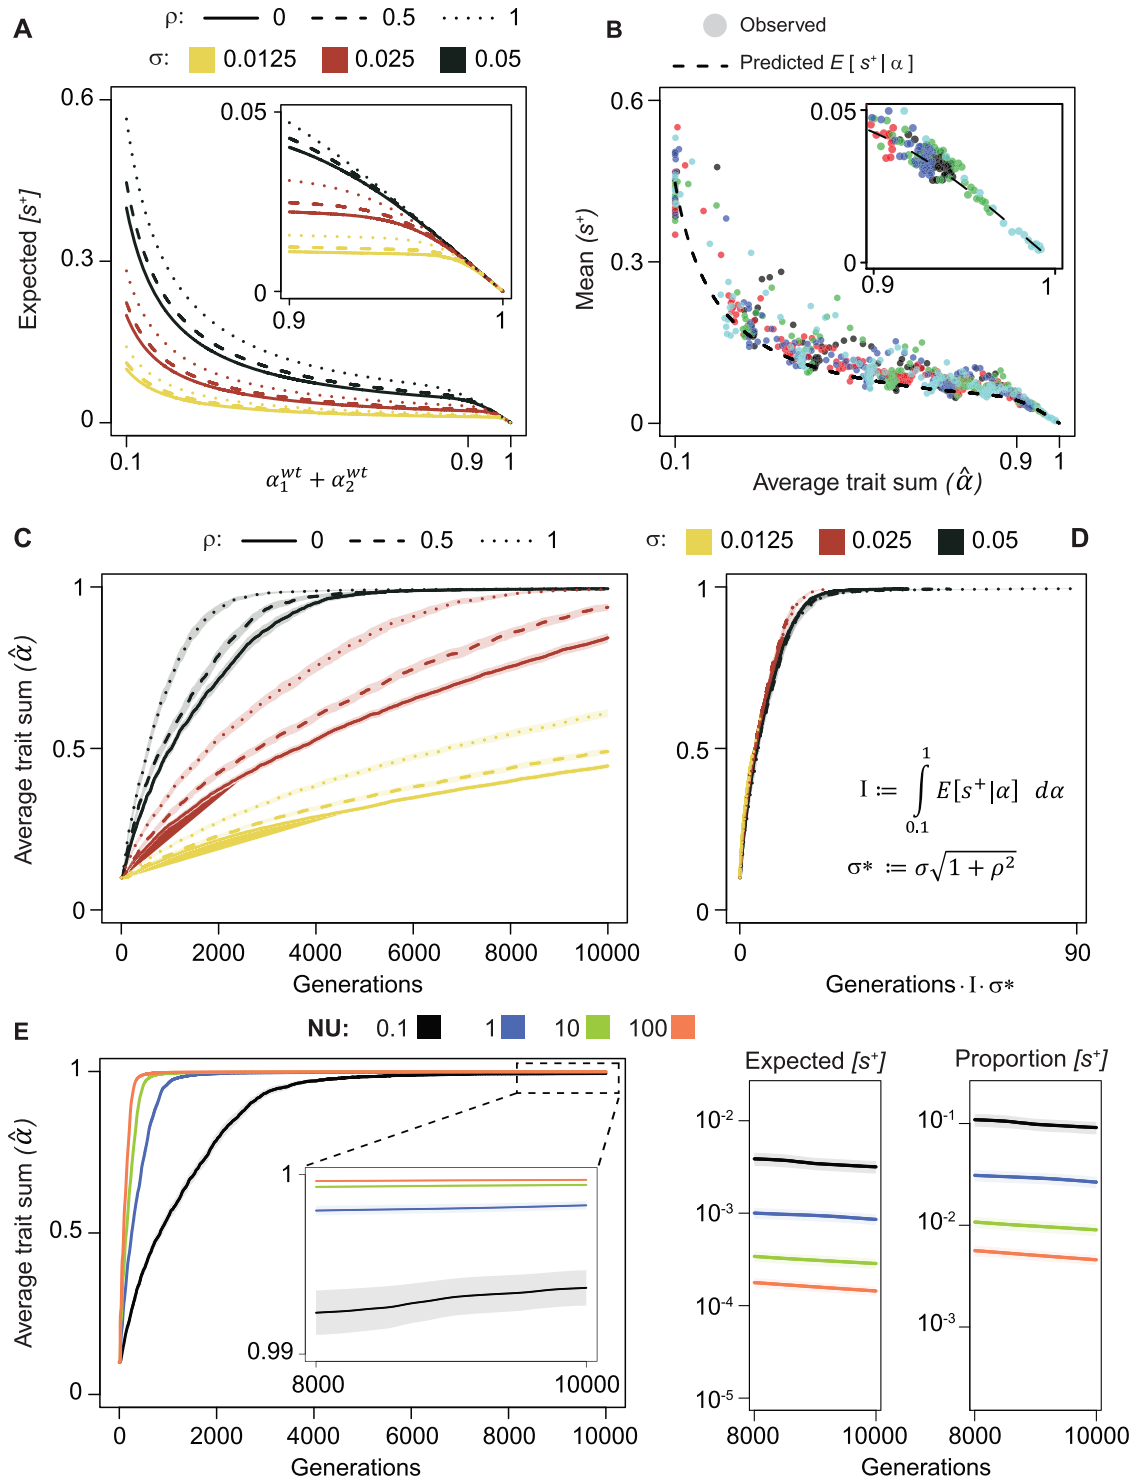 A
ρ: 0 0.5 1
σ: 0.0125 0.025 0.05
0.6
0.3
0
Expected [s⁺]
0.05
0
0.9 1
0.1 0.9 1
α₁ʷᵗ + α₂ʷᵗ
B
Observed
Predicted E [ s⁺ | α ]
0.6
0.3
0
Mean (s⁺)
0.05
0
0.9 1
0.1 0.9 1
Average trait sum (α̂)
C
ρ: 0 0.5 1
σ: 0.0125 0.025 0.05
D
1
0.5
0
Average trait sum (α̂)
0 2000 4000 6000 8000 10000
Generations
1
0.5
0
I := ∫₀.₁¹ E[s⁺|α] dα
σ* := σ√(1 + ρ²)
0 90
Generations · I · σ*
E
NU: 0.1 1 10 100
1
0.5
0
Average trait sum (α̂)
1
0.99
8000 10000
0 2000 4000 6000 8000 10000
Generations
Expected [s⁺]
10⁻²
10⁻³
10⁻⁴
10⁻⁵
8000 10000
Proportion [s⁺]
10⁻¹
10⁻²
10⁻³
8000 10000
Generations